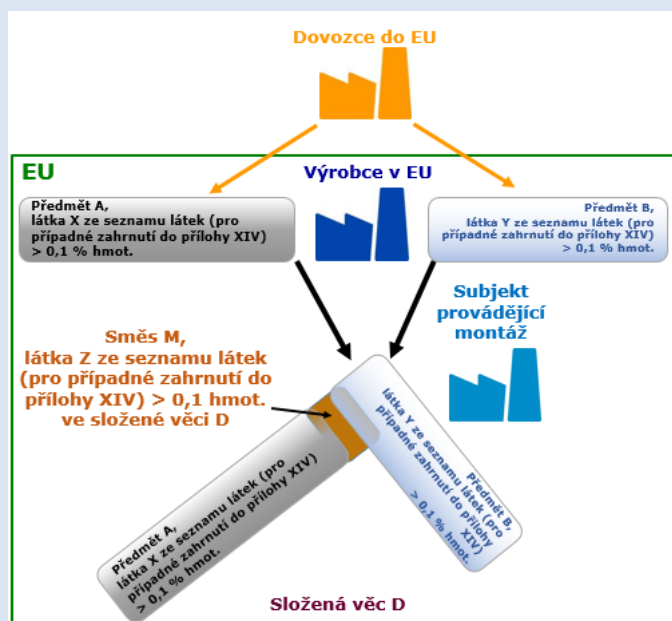 Dovozce do EU
EU
Výrobce v EU
Předmět A,
látka X ze seznamu látek (pro
případné zahrnutí do přílohy XIV)
> 0,1 % hmot.
Předmět B,
látka Y ze seznamu látek (pro
případné zahrnutí do přílohy XIV)
> 0,1 % hmot.
Subjekt
provádějící
montáž
Směs M,
látka Z ze seznamu látek
(pro případné zahrnutí do
přílohy XIV) > 0,1 hmot.
ve složené věci D
Předmět A,
látka X ze seznamu látek (pro
případné zahrnutí do přílohy XIV)
> 0,1 % hmot.
Předmět B,
látka Y ze seznamu látek (pro
případné zahrnutí do přílohy
XIV)
> 0,1 % hmot.
Složená věc D